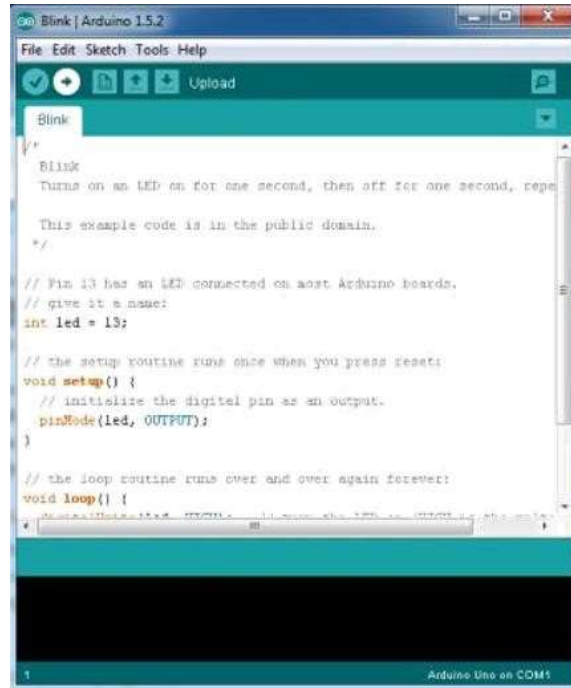 Blink | Arduino 1.5.2
File Edit Sketch Tools Help
Upload
Blink
/*
Blink
Turns on an LED on for one second, then off for one second, repe
This example code is in the public domain.
*/
// Pin 13 has an LED connected on most Arduino boards.
// give it a name:
int led = 13;
// the setup routine runs once when you press reset:
void setup() {
// initialize the digital pin as an output.
pinMode(led, OUTPUT);
}
// the loop routine runs over and over again forever:
void loop() {
1
Arduino Uno on COM1